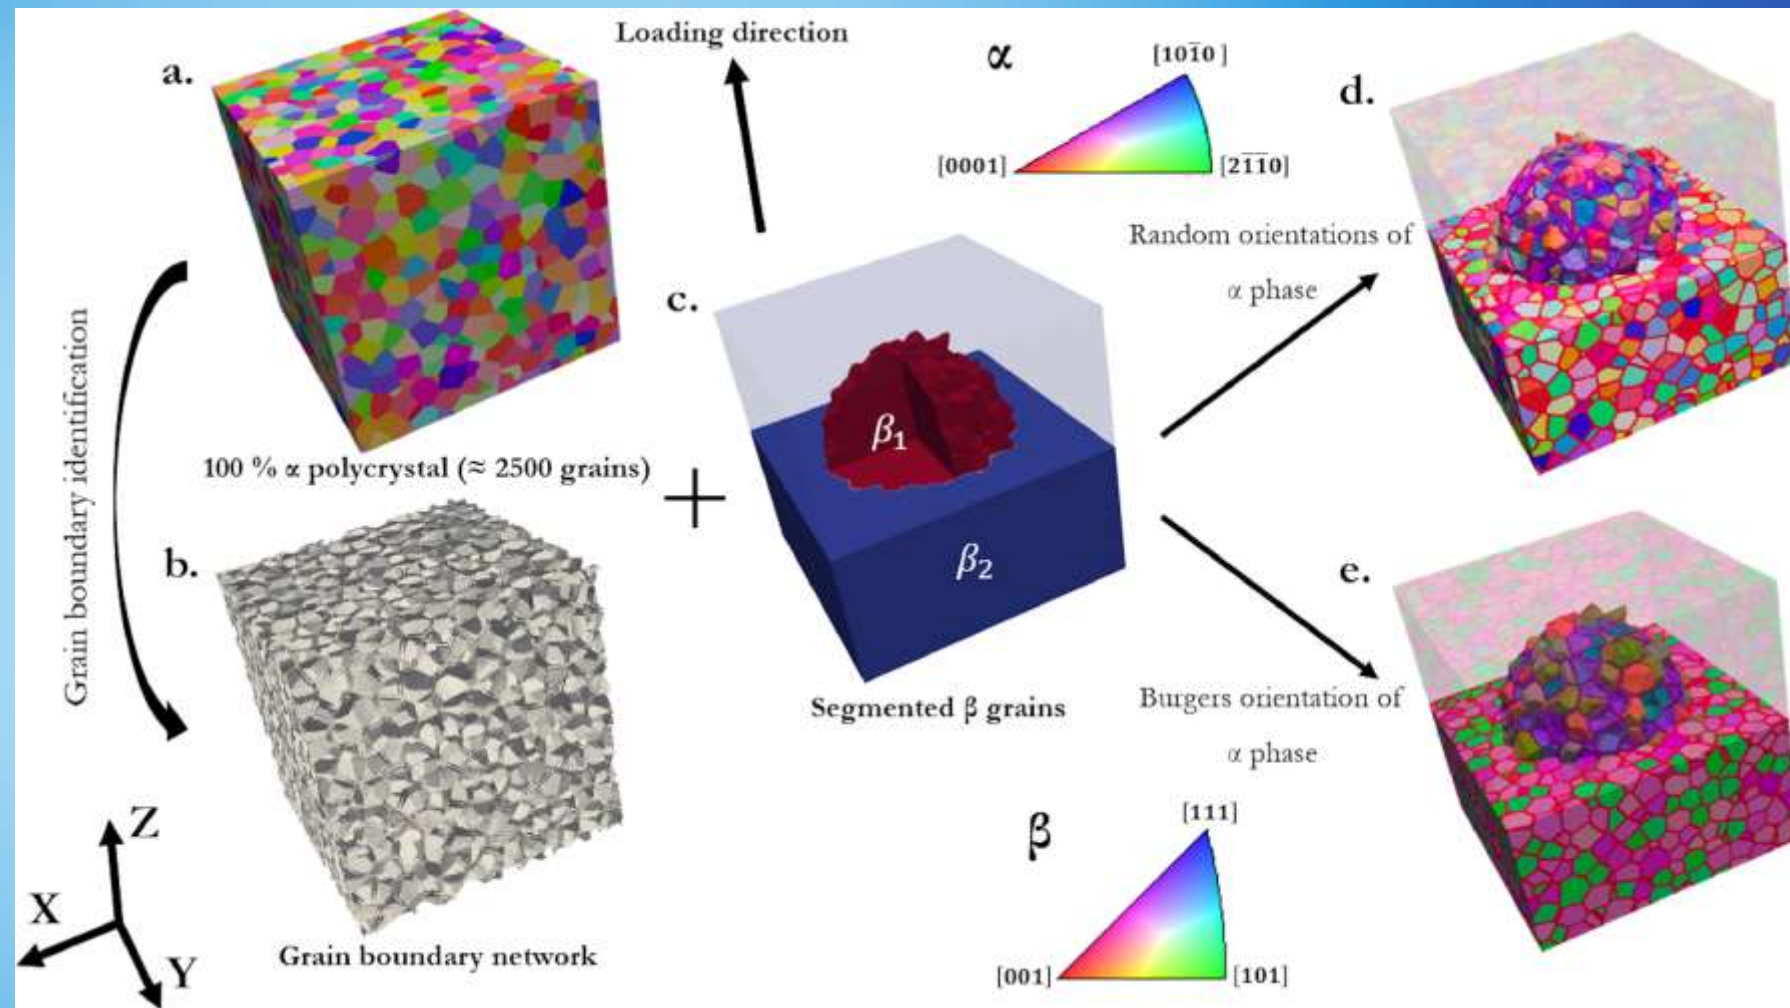 a.
Loading direction
α
[101̅0]
[0001]
[21̅1̅0]
d.
Random orientations of
α phase
c.
β₁
β₂
Segmented β grains
Grain boundary identification
100 % α polycrystal (≈ 2500 grains)
+
b.
Grain boundary network
Z
X
Y
e.
Burgers orientation of
α phase
β
[111]
[001]
[101]